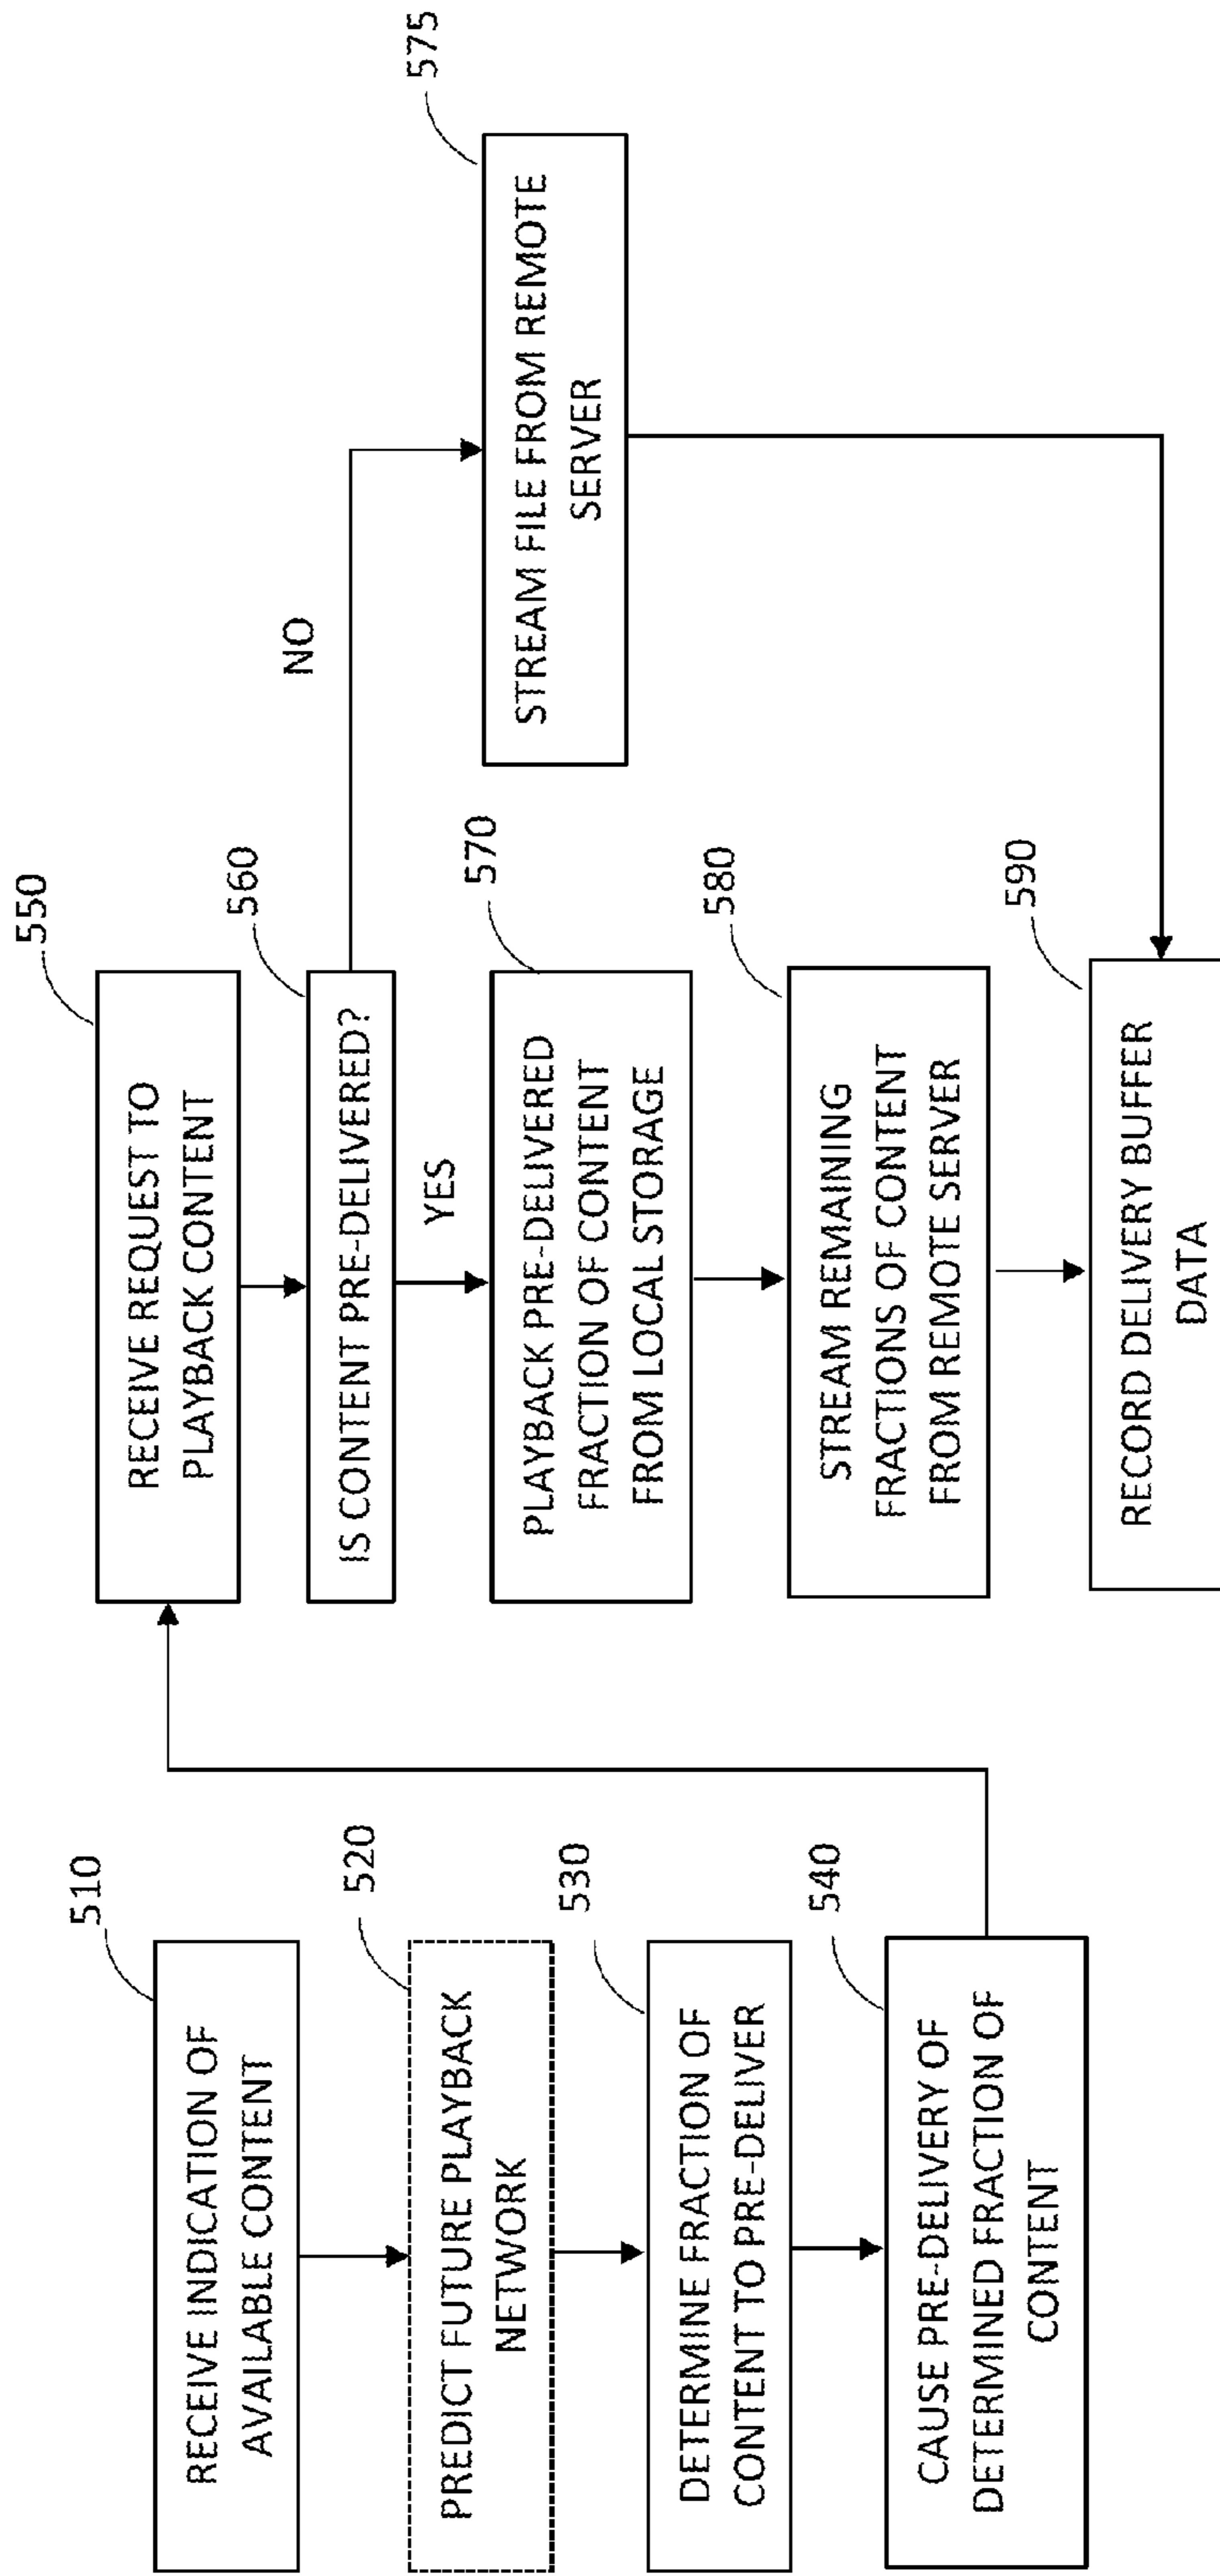 510
RECEIVE INDICATION OF
AVAILABLE CONTENT
520
PREDICT FUTURE PLAYBACK
NETWORK
530
DETERMINE FRACTION OF
CONTENT TO PRE-DELIVER
540
CAUSE PRE-DELIVERY OF
DETERMINED FRACTION OF
CONTENT
550
RECEIVE REQUEST TO
PLAYBACK CONTENT
560
IS CONTENT PRE-DELIVERED?
NO
YES
570
PLAYBACK PRE-DELIVERED
FRACTION OF CONTENT
FROM LOCAL STORAGE
575
STREAM FILE FROM REMOTE
SERVER
580
STREAM REMAINING
FRACTIONS OF CONTENT
FROM REMOTE SERVER
590
RECORD DELIVERY BUFFER
DATA